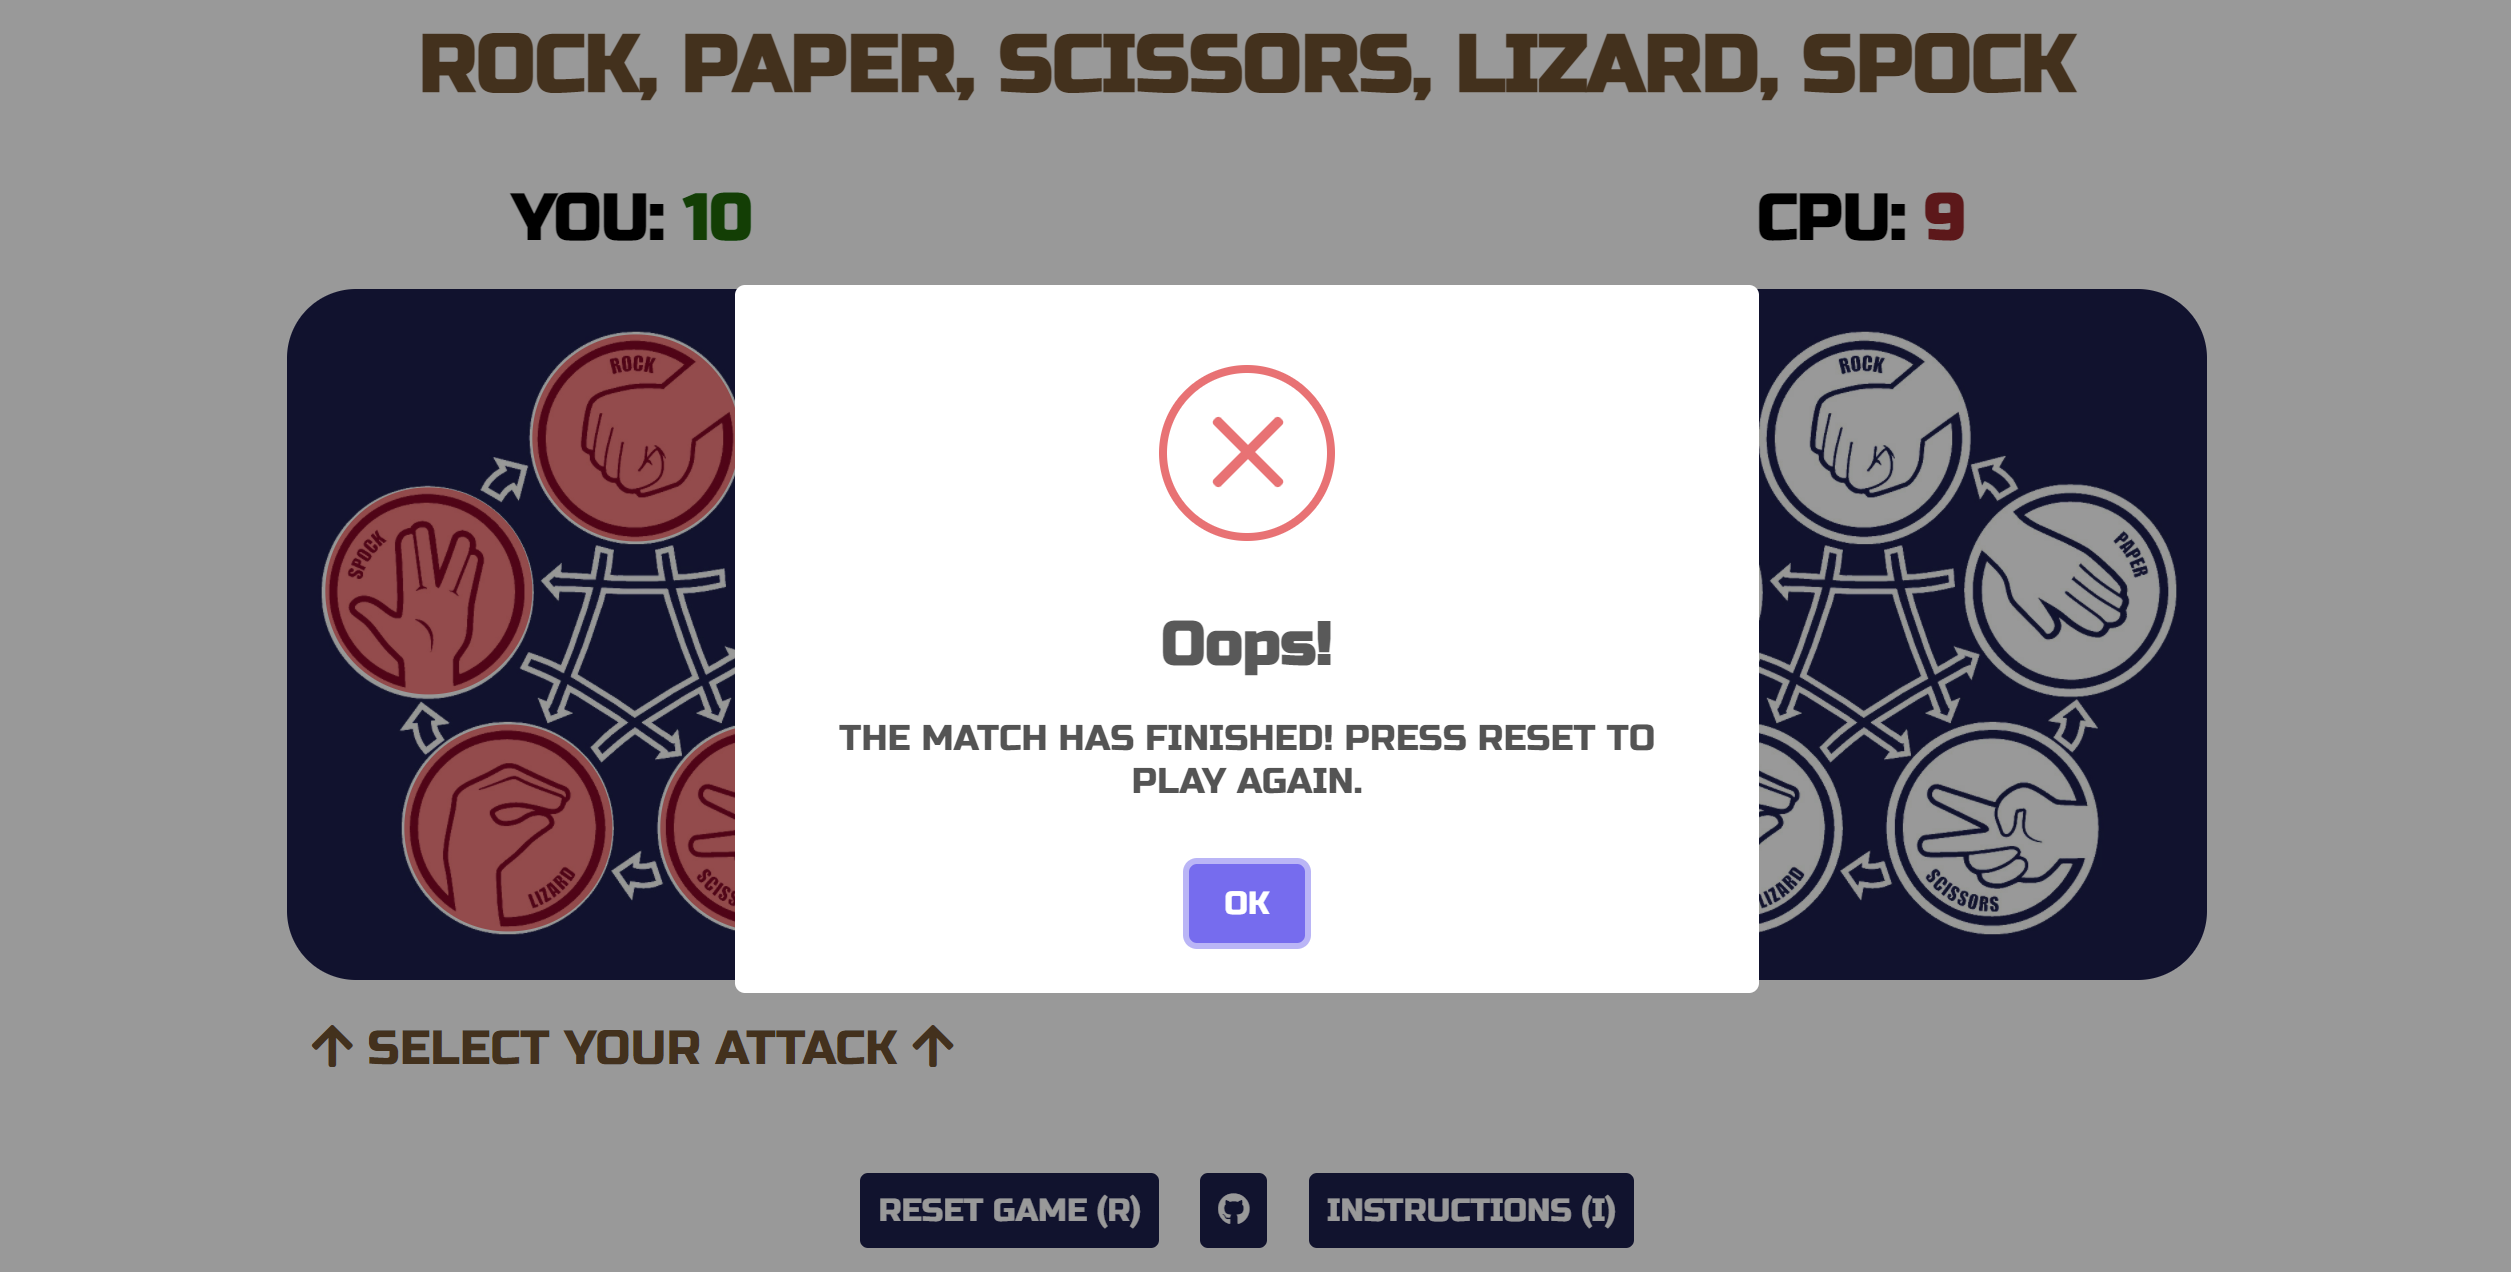 ROCK, PAPER, SCISSORS, LIZARD, SPOCK
YOU: 10
CPU: 9
ROCK
SPOCK
LIZARD
ROCK
PAPER
LIZARD
SCISSORS
Oops!
THE MATCH HAS FINISHED! PRESS RESET TO
PLAY AGAIN.
OK
SELECT YOUR ATTACK
RESET GAME (R)
INSTRUCTIONS (I)